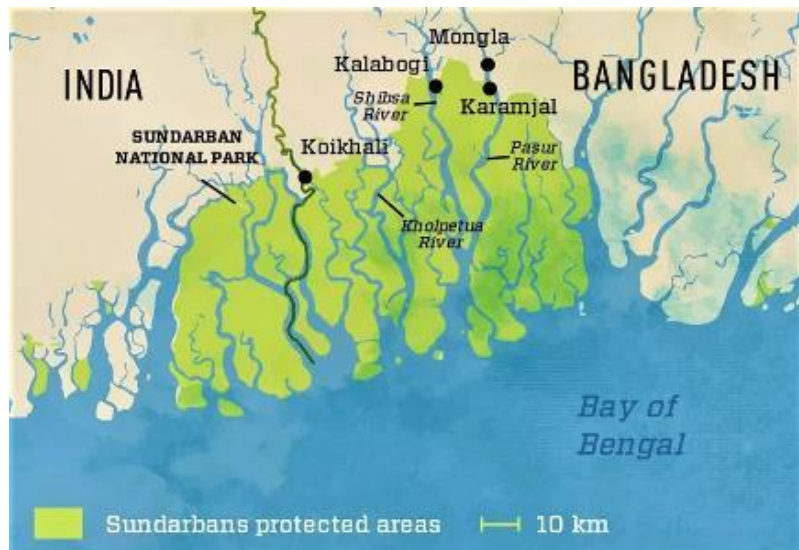 Mongla
Kalabogi
INDIA
BANGLADESH
Shibsa
River
Karamjal
SUNDARBAN
NATIONAL PARK
Koikhali
Pasur
River
Kholpetua
River
Bay of
Bengal
Sundarbans protected areas
10 km